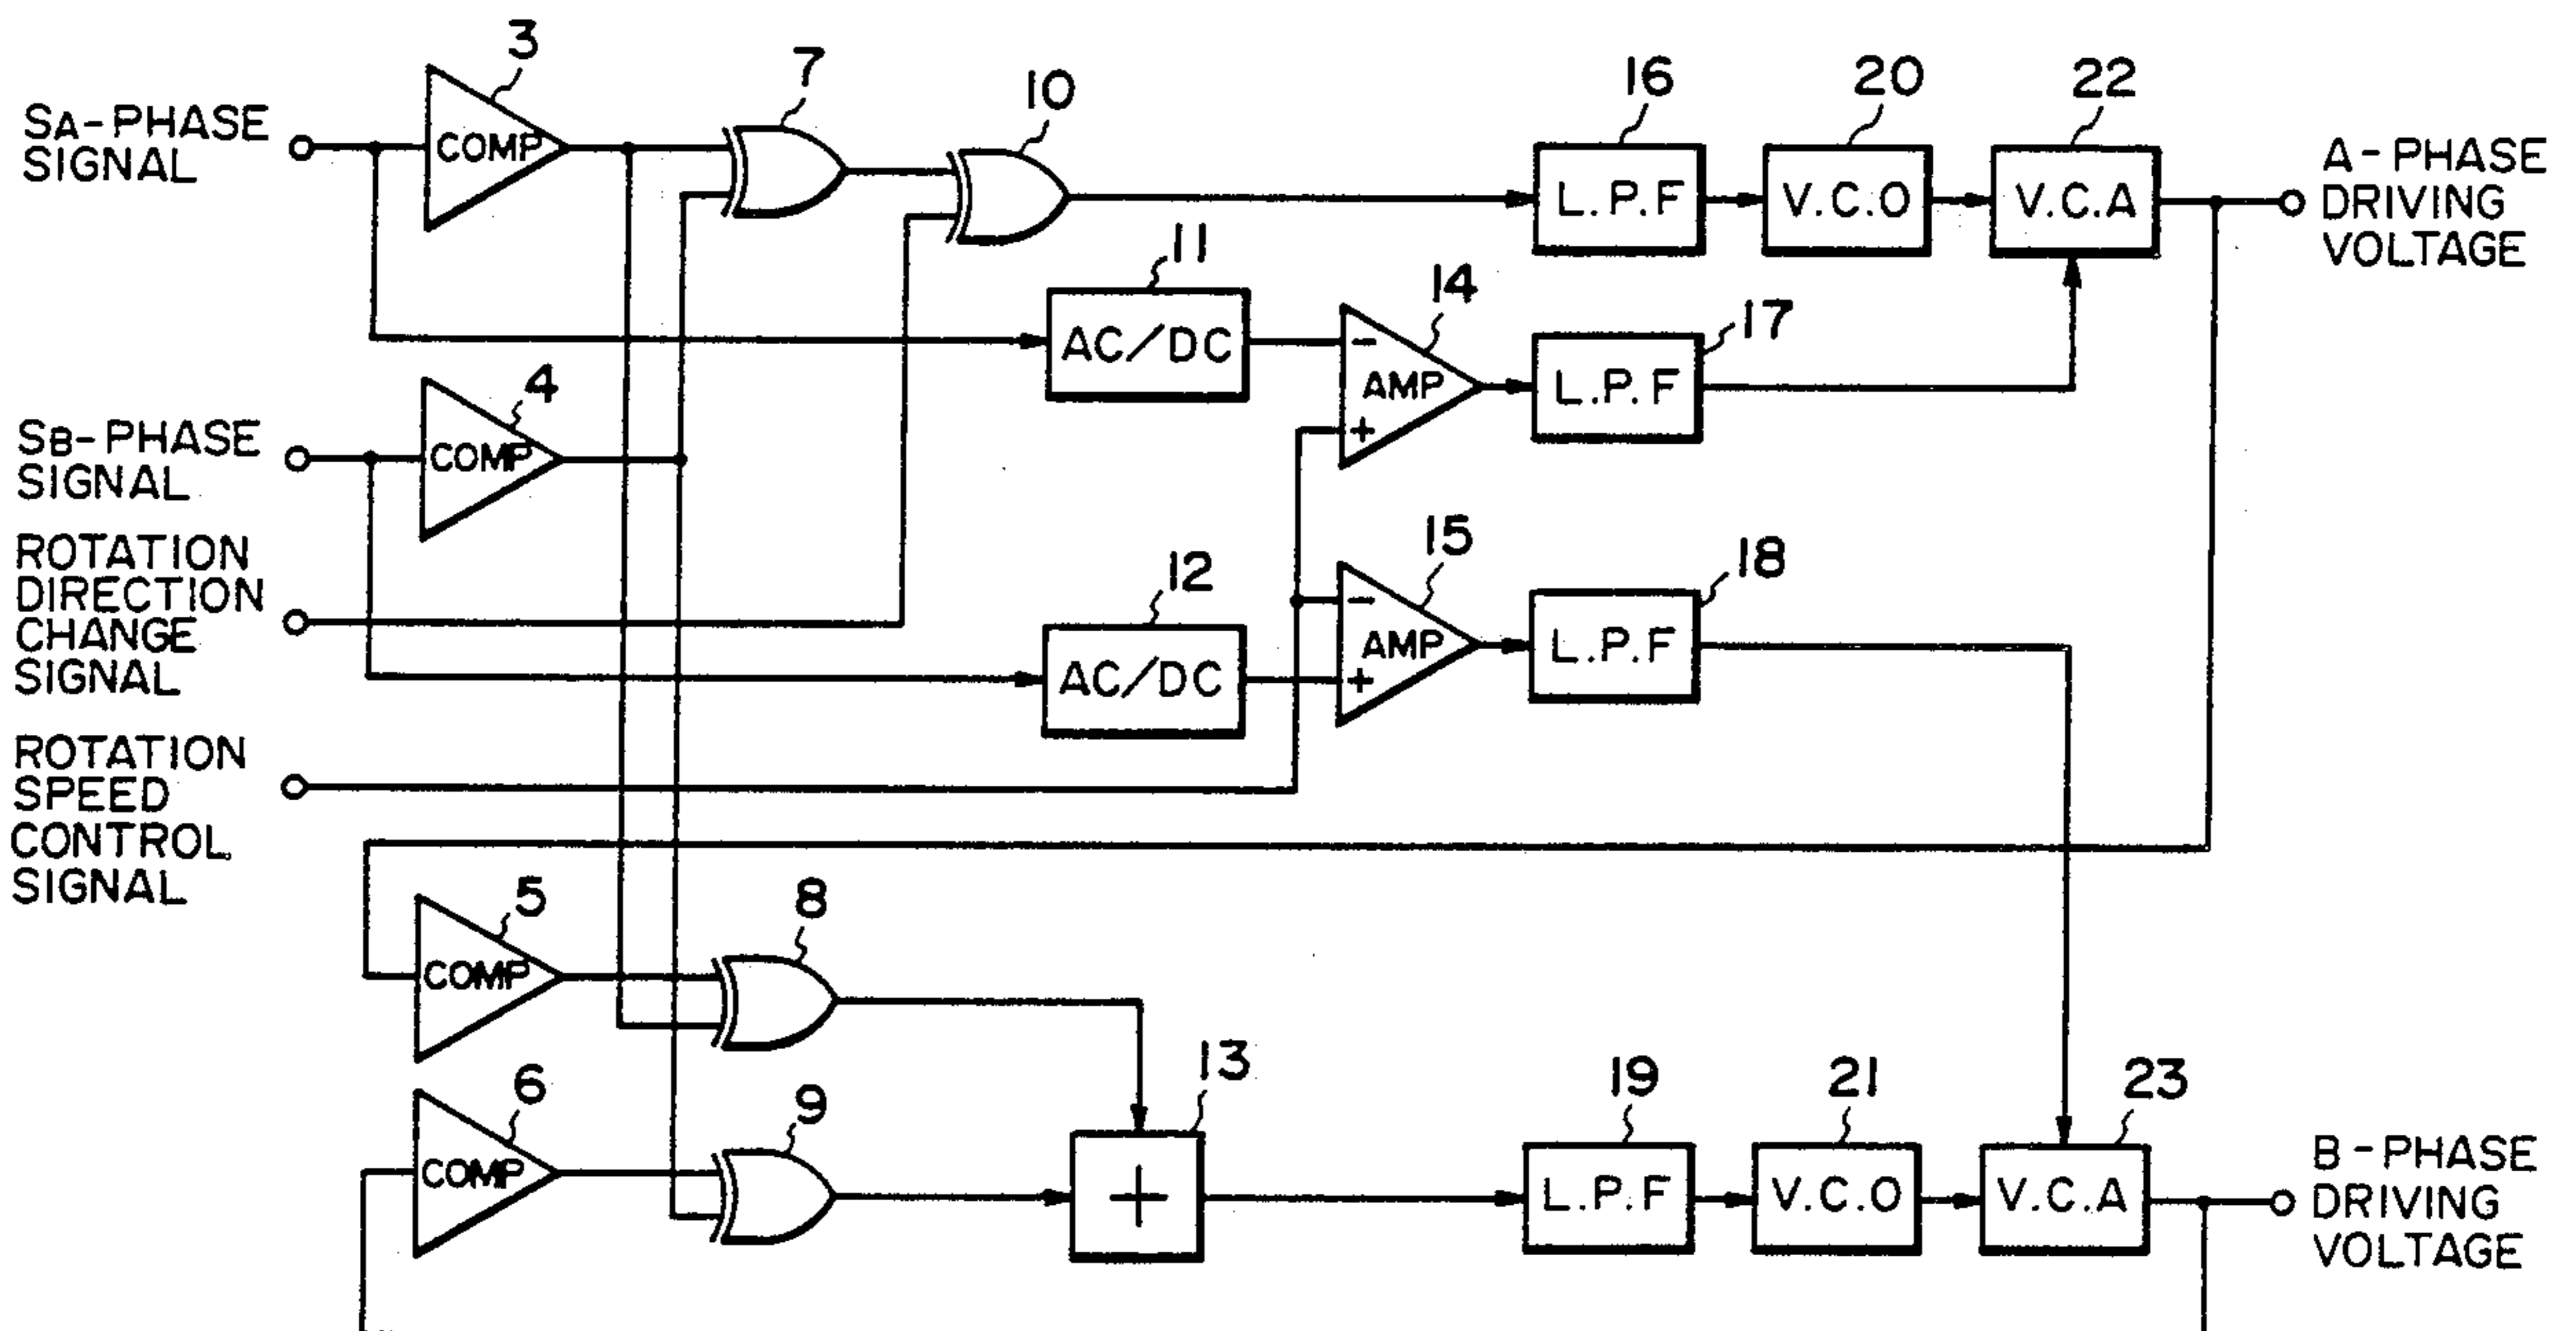 3
7
10
16
20
22
SA-PHASE
SIGNAL
COMP
L.P.F
V.C.O
V.C.A
A-PHASE
DRIVING
VOLTAGE
11
AC/DC
14
-
AMP
+
17
L.P.F
4
SB-PHASE
SIGNAL
COMP
ROTATION
DIRECTION
CHANGE
SIGNAL
12
AC/DC
15
-
AMP
+
18
L.P.F
ROTATION
SPEED
CONTROL
SIGNAL
5
COMP
8
6
COMP
9
13
+
19
L.P.F
21
V.C.O
23
V.C.A
B-PHASE
DRIVING
VOLTAGE